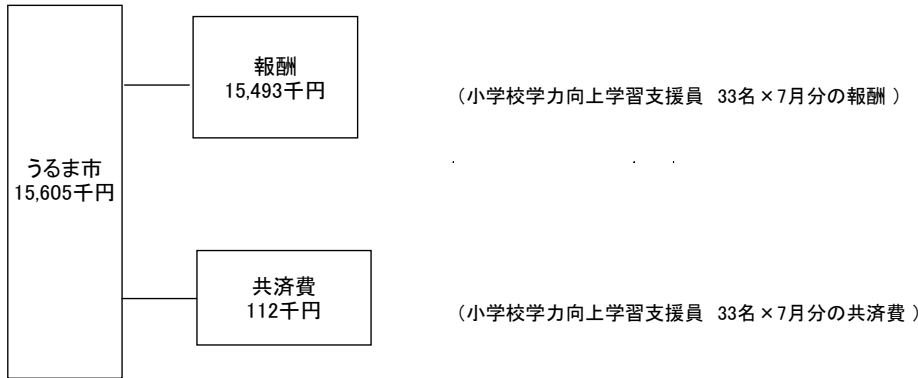 報酬
15,493千円
（小学校学力向上学習支援員 33名×7月分の報酬 ）
うるま市
15,605千円
共済費
112千円
（小学校学力向上学習支援員 33名×7月分の共済費 ）